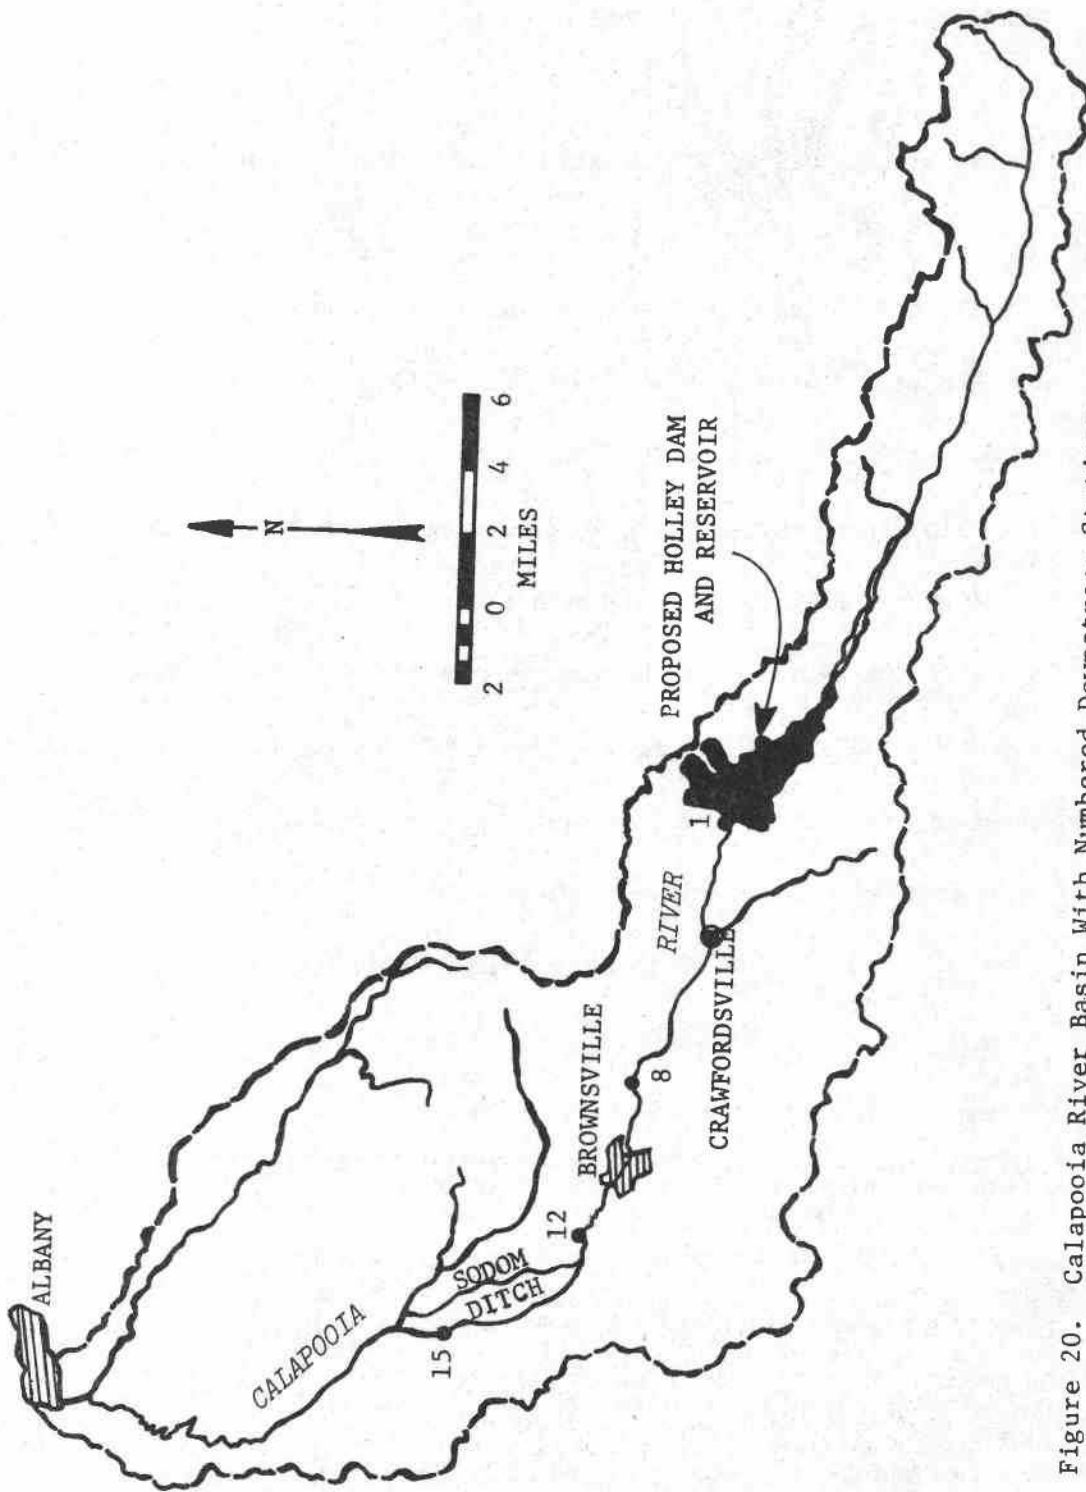 ALBANY
N
2 0 2 4 6
MILES
PROPOSED HOLLEY DAM
AND RESERVOIR
CALAPOOIA
RIVER
SODOM
DITCH
15
12
BROWNSVILLE
8
CRAWFORDSVILLE
1
Figure 20. Calapooia River Basin With Numbered Downstream